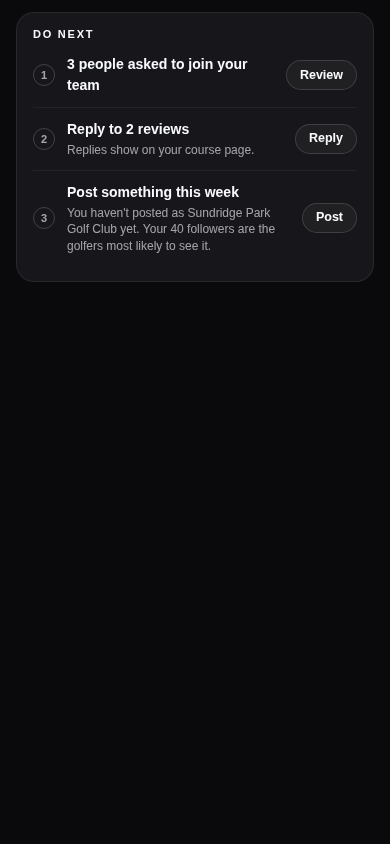 DO NEXT
1
3 people asked to join your
team
Review
2
Reply to 2 reviews
Replies show on your course page.
Reply
3
Post something this week
You haven't posted as Sundridge Park
Golf Club yet. Your 40 followers are the
golfers most likely to see it.
Post